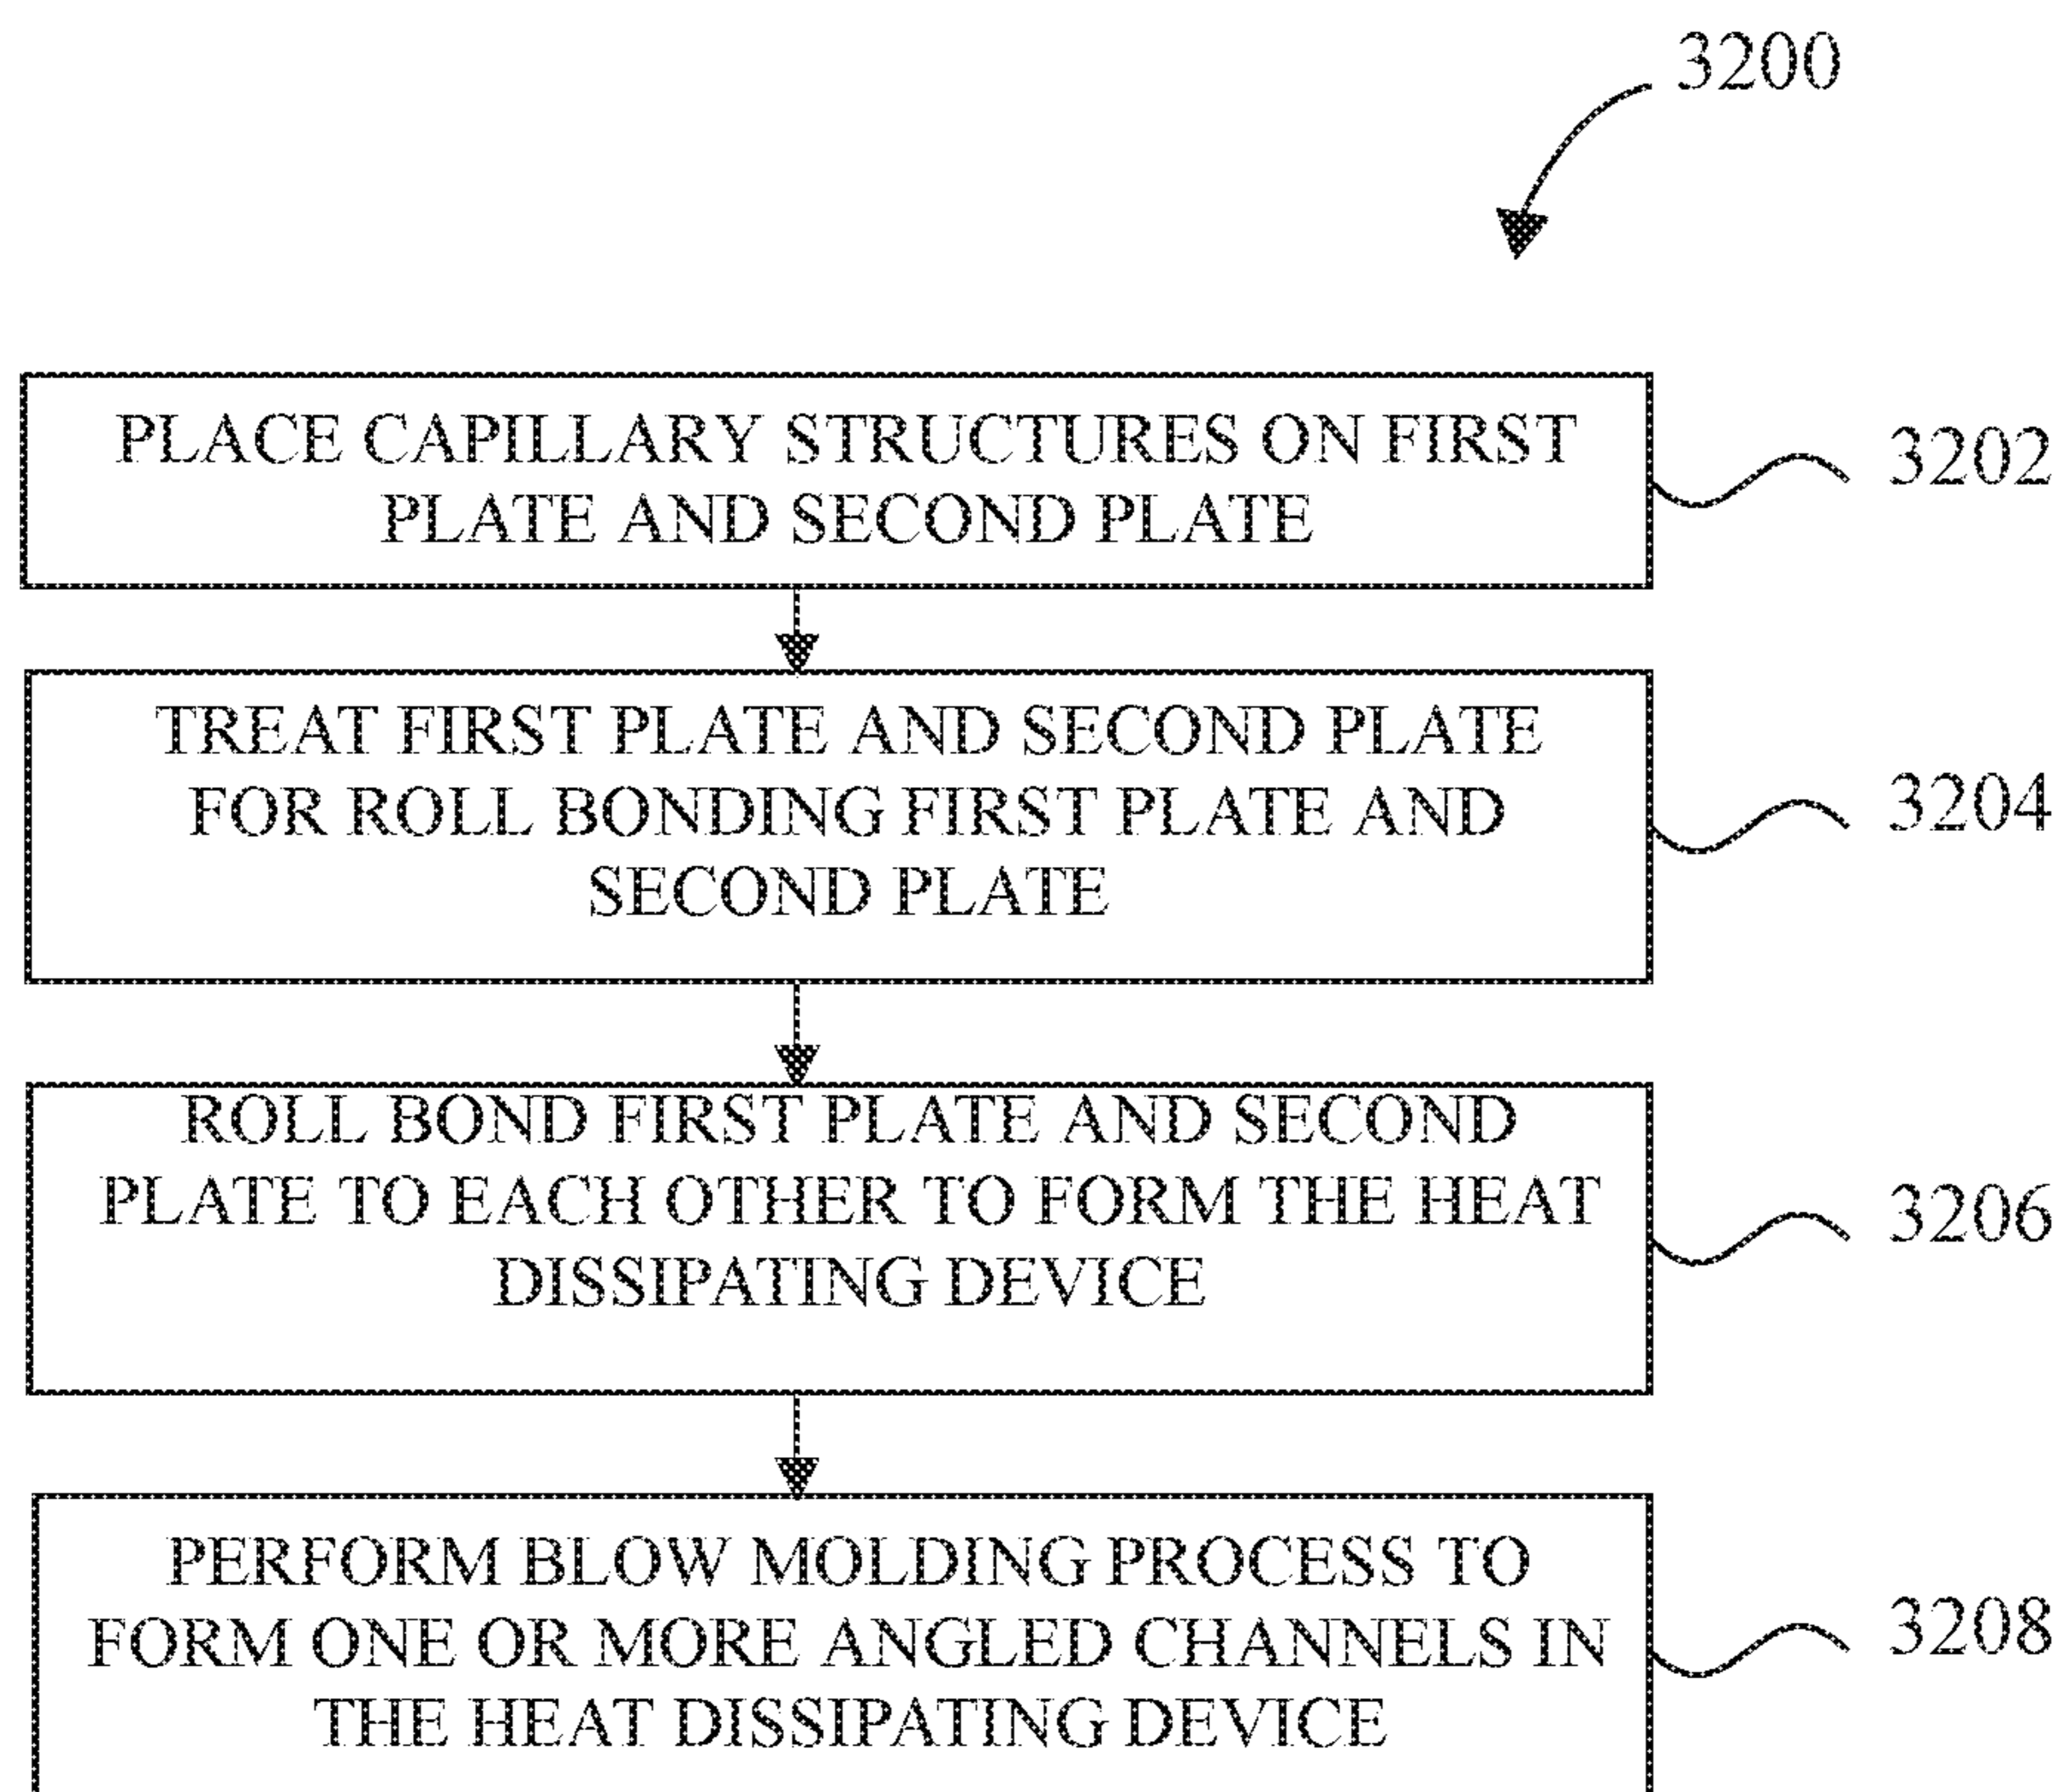 3200
PLACE CAPILLARY STRUCTURES ON FIRST
PLATE AND SECOND PLATE
3202
TREAT FIRST PLATE AND SECOND PLATE
FOR ROLL BONDING FIRST PLATE AND
SECOND PLATE
3204
ROLL BOND FIRST PLATE AND SECOND
PLATE TO EACH OTHER TO FORM THE HEAT
DISSIPATING DEVICE
3206
PERFORM BLOW MOLDING PROCESS TO
FORM ONE OR MORE ANGLED CHANNELS IN
THE HEAT DISSIPATING DEVICE
3208